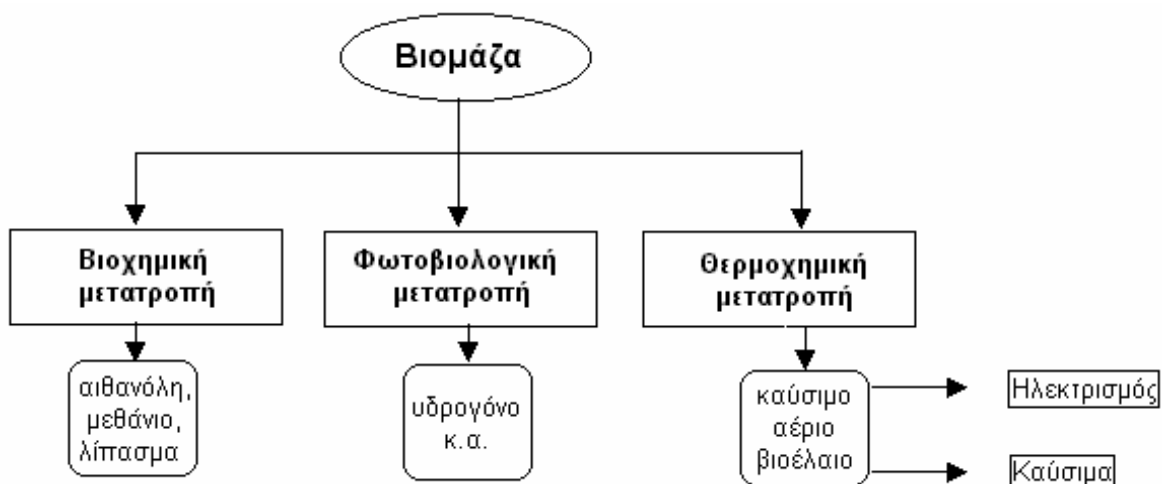 Βιομάζα
Βιοχημική
μετατροπή
Φωτοβιολογική
μετατροπή
Θερμοχημική
μετατροπή
αιθανόλη,
μεθάνιο,
λίπασμα
υδρογόνο
κ.α.
καύσιμο
αέριο
βιοέλαιο
Ηλεκτρισμός
Καύσιμα